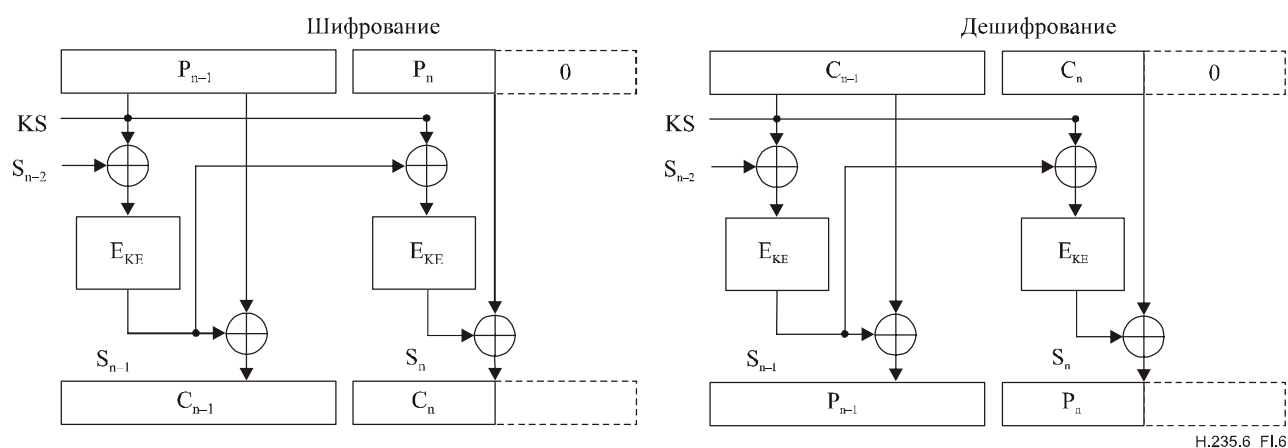 Шифрование
P_{n–1} P_n 0
KS
S_{n–2}
E_{KE} E_{KE}
S_{n–1} S_n
C_{n–1} C_n
Дешифрование
C_{n–1} C_n 0
KS
S_{n–2}
E_{KE} E_{KE}
S_{n–1} S_n
P_{n–1} P_n
H.235.6_FI.6